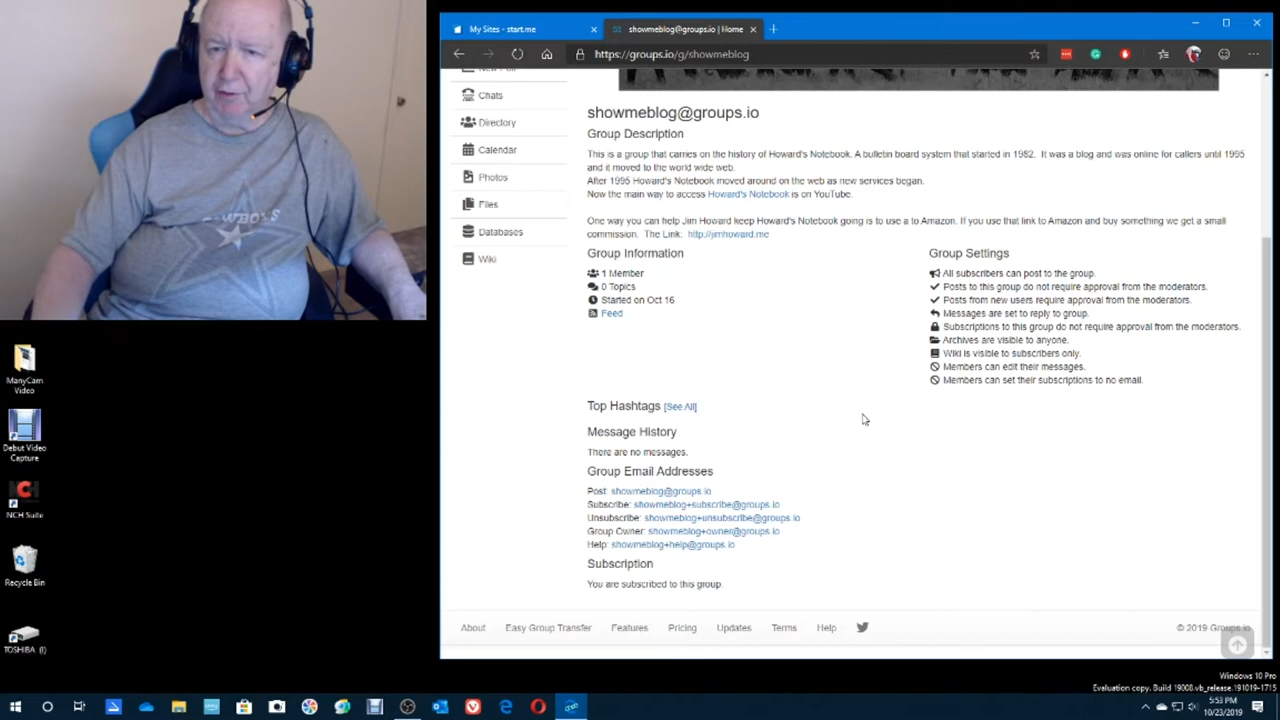 My Sites - start.me
showmeblog@groups.io | Home
https://groups.io/g/showmeblog
Chats
Directory
Calendar
Photos
Files
Databases
Wiki
showmeblog@groups.io
Group Description
This is a group that carries on the history of Howard's Notebook. A bulletin board system that started in 1982. It was a blog and was online for callers until 1995
and it moved to the world wide web.
After 1995 Howard's Notebook moved around on the web as new services began.
Now the main way to access Howard's Notebook is on YouTube.
One way you can help Jim Howard keep Howard's Notebook going is to use a to Amazon. If you use that link to Amazon and buy something we get a small
commission. The Link: http://jimhoward.me
Group Information
1 Member
0 Topics
Started on Oct 16
Feed
Group Settings
All subscribers can post to the group.
Posts to this group do not require approval from the moderators.
Posts from new users require approval from the moderators.
Messages are set to reply to group.
Subscriptions to this group do not require approval from the moderators.
Archives are visible to anyone.
Wiki is visible to subscribers only.
Members can edit their messages.
Members can set their subscriptions to no email.
Top Hashtags [See All]
Message History
There are no messages.
Group Email Addresses
Post: showmeblog@groups.io
Subscribe: showmeblog+subscribe@groups.io
Unsubscribe: showmeblog+unsubscribe@groups.io
Group Owner: showmeblog+owner@groups.io
Help: showmeblog+help@groups.io
Subscription
You are subscribed to this group.
About Easy Group Transfer Features Pricing Updates Terms Help
© 2019 Groups.io
COWBOYS
ManyCam
Video
Debut Video
Capture
NCH Suite
Recycle Bin
TOSHIBA (I)
Windows 10 Pro
Evaluation copy. Build 19008.vb_release.191019-1715
5:53 PM
10/23/2019